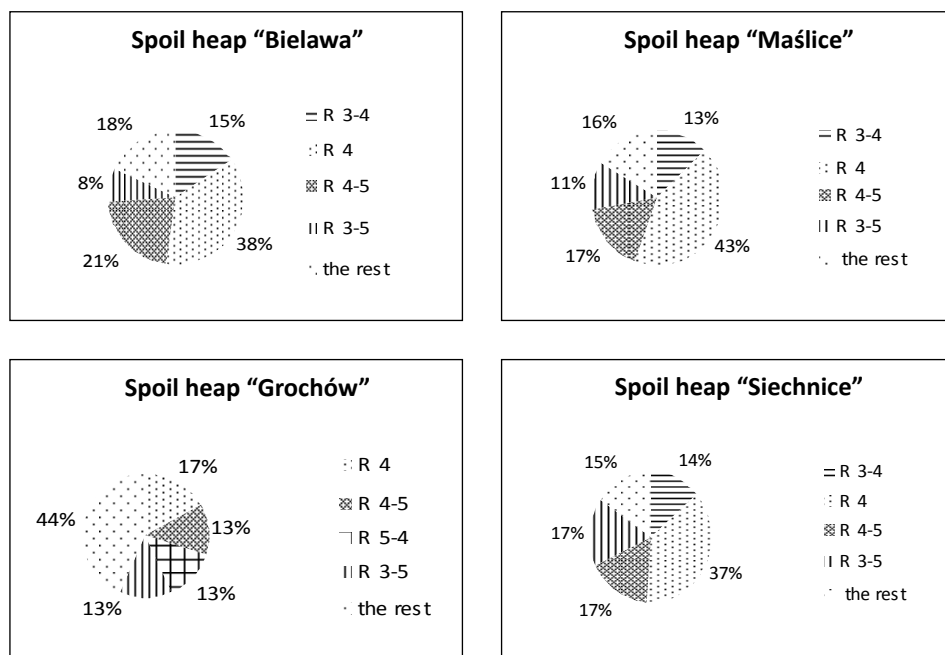 Spoil heap “Bielawa”
18%
15%
8%
21%
38%
R 3-4
R 4
R 4-5
R 3-5
the rest
Spoil heap “Maślice”
16%
13%
11%
17%
43%
R 3-4
R 4
R 4-5
R 3-5
the rest
Spoil heap “Grochów”
17%
44%
13%
13%
13%
R 4
R 4-5
R 5-4
R 3-5
the rest
Spoil heap “Siechnice”
15%
14%
17%
17%
37%
R 3-4
R 4
R 4-5
R 3-5
the rest